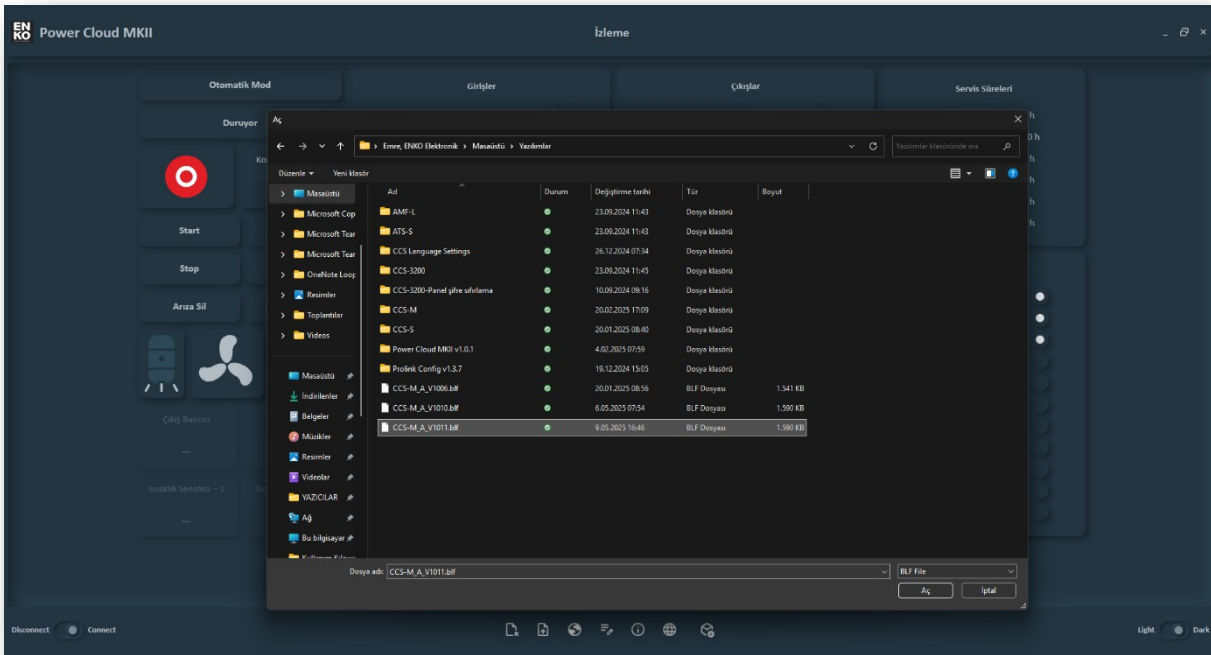 EN
KO Power Cloud MKII
İzleme
Otomatik Mod
Girişler
Çıkışlar
Servis Süreleri
Duruyor
Start
Stop
Arıza Sil
Çıkış Basıncı
---
Sıcaklık Sensörü – 1
---
h
0 h
h
h
h
h
Aç
Emre, ENKO Elektronik > Masaüstü > Yazılımlar
Yazılımlar klasöründe ara
Düzenle Yeni klasör
Masaüstü
Microsoft Cop
Microsoft Tear
Microsoft Tear
OneNote Loop
Resimler
Toplantılar
Videos
Masaüstü
İndirilenler
Belgeler
Müzikler
Resimler
Videolar
YAZICILAR
Ağ
Bu bilgisayar
Ad Durum Değiştirme tarihi Tür Boyut
AMF-L 23.09.2024 11:43 Dosya klasörü
ATS-S 23.09.2024 11:43 Dosya klasörü
CCS Language Settings 26.12.2024 07:34 Dosya klasörü
CCS-3200 23.09.2024 11:45 Dosya klasörü
CCS-3200-Panel şifre sıfırlama 10.09.2024 09:16 Dosya klasörü
CCS-M 20.02.2025 17:09 Dosya klasörü
CCS-S 20.01.2025 08:40 Dosya klasörü
Power Cloud MKII v1.0.1 4.02.2025 07:59 Dosya klasörü
Prolink Config v1.3.7 19.12.2024 15:05 Dosya klasörü
CCS-M_A_V1006.blf 20.01.2025 08:56 BLF Dosyası 1.541 KB
CCS-M_A_V1010.blf 6.05.2025 07:54 BLF Dosyası 1.590 KB
CCS-M_A_V1011.blf 9.05.2025 16:46 BLF Dosyası 1.590 KB
Dosya adı: CCS-M_A_V1011.blf
BLF File
Aç İptal
Disconnect Connect
Light Dark